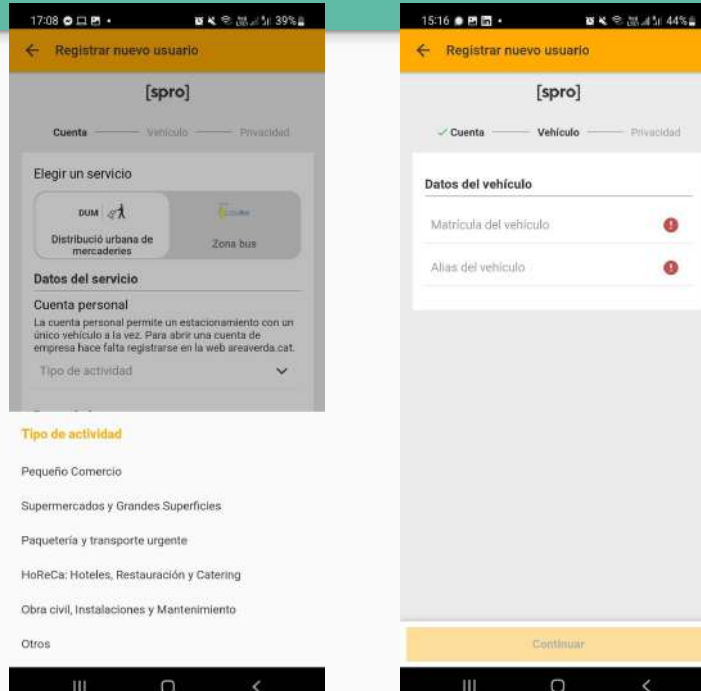 17:08
39%
Registrar nuevo usuario
[spro]
Cuenta
Vehículo
Privacidad
Elegir un servicio
DUM
Distribució urbana de
mercaderies
Zona bus
Datos del servicio
Cuenta personal
La cuenta personal permite un estacionamiento con un
único vehículo a la vez. Para abrir una cuenta de
empresa hace falta registrarse en la web areaverda.cat.
Tipo de actividad
Tipo de actividad
Pequeño Comercio
Supermercados y Grandes Superficies
Paquetería y transporte urgente
HoReCa: Hoteles, Restauración y Catering
Obra civil, Instalaciones y Mantenimiento
Otros
15:16
44%
Registrar nuevo usuario
[spro]
Cuenta
Vehículo
Privacidad
Datos del vehículo
Matrícula del vehículo
Alias del vehículo
Continuar